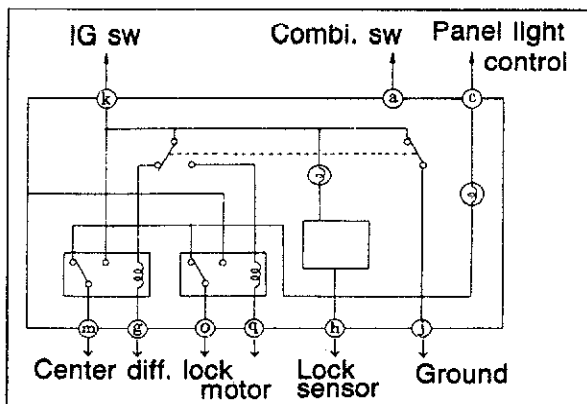 IG sw
Combi. sw
Panel light
control
k
a
c
m
g
o
q
h
j
Center diff. lock
motor
Lock
sensor
Ground